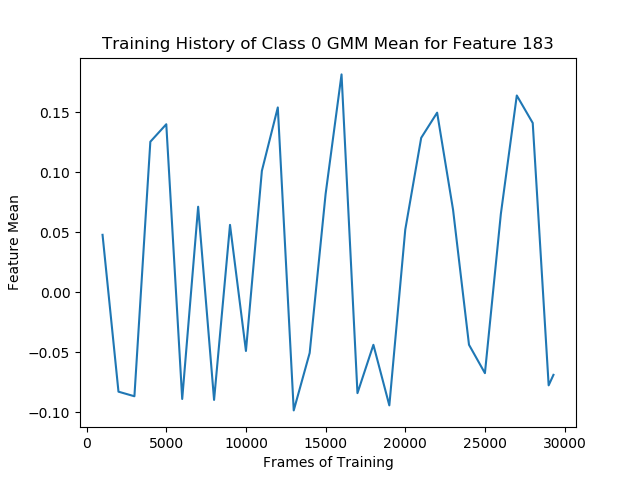 Training History of Class 0 GMM Mean for Feature 183
Feature Mean
0.15
0.10
0.05
0.00
−0.05
−0.10
0 5000 10000 15000 20000 25000 30000
Frames of Training